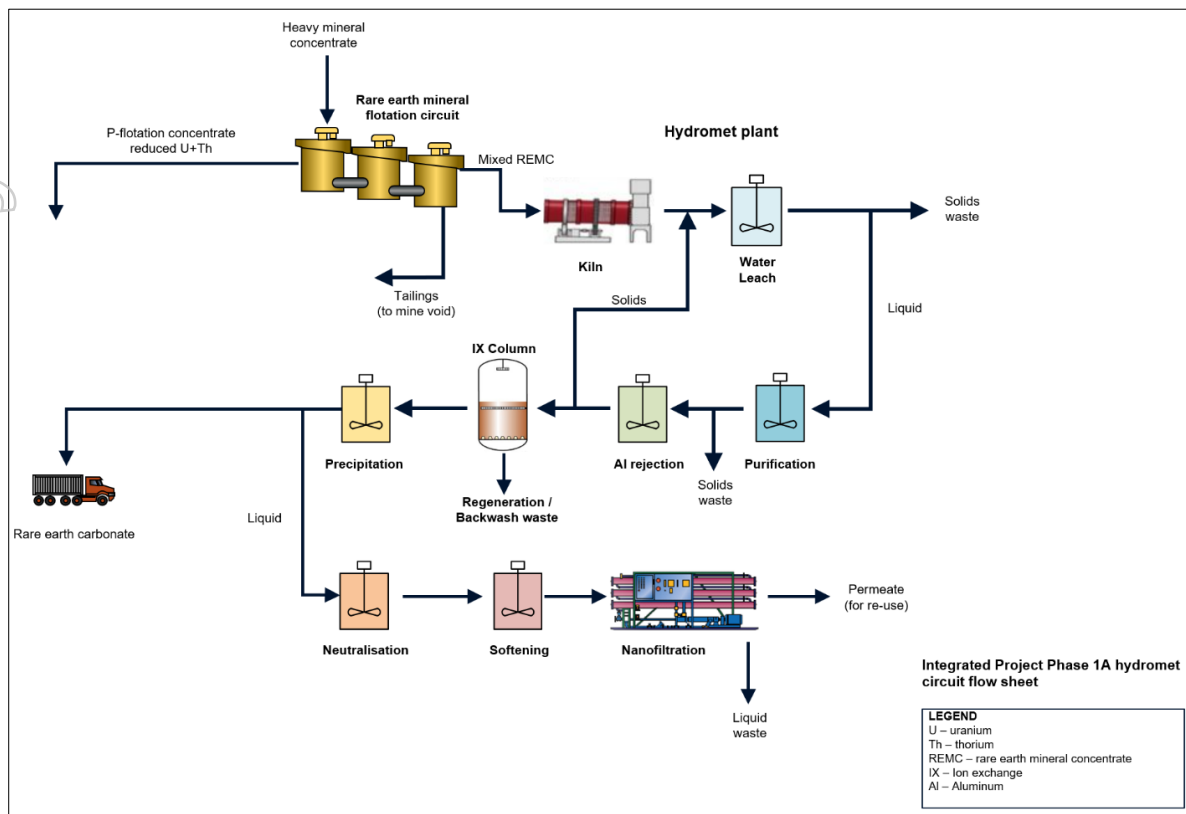 Heavy mineral
concentrate
Rare earth mineral
flotation circuit
P-flotation concentrate
reduced U+Th
Mixed REMC
Hydromet plant
Kiln
Water
Leach
Solids
waste
Tailings
(to mine void)
Solids
Liquid
IX Column
Precipitation
Al rejection
Purification
Solids
waste
Regeneration /
Backwash waste
Rare earth carbonate
Liquid
Neutralisation
Softening
Nanofiltration
Permeate
(for re-use)
Liquid
waste
Integrated Project Phase 1A hydromet
circuit flow sheet
LEGEND
U – uranium
Th – thorium
REMC – rare earth mineral concentrate
IX – Ion exchange
Al – Aluminum